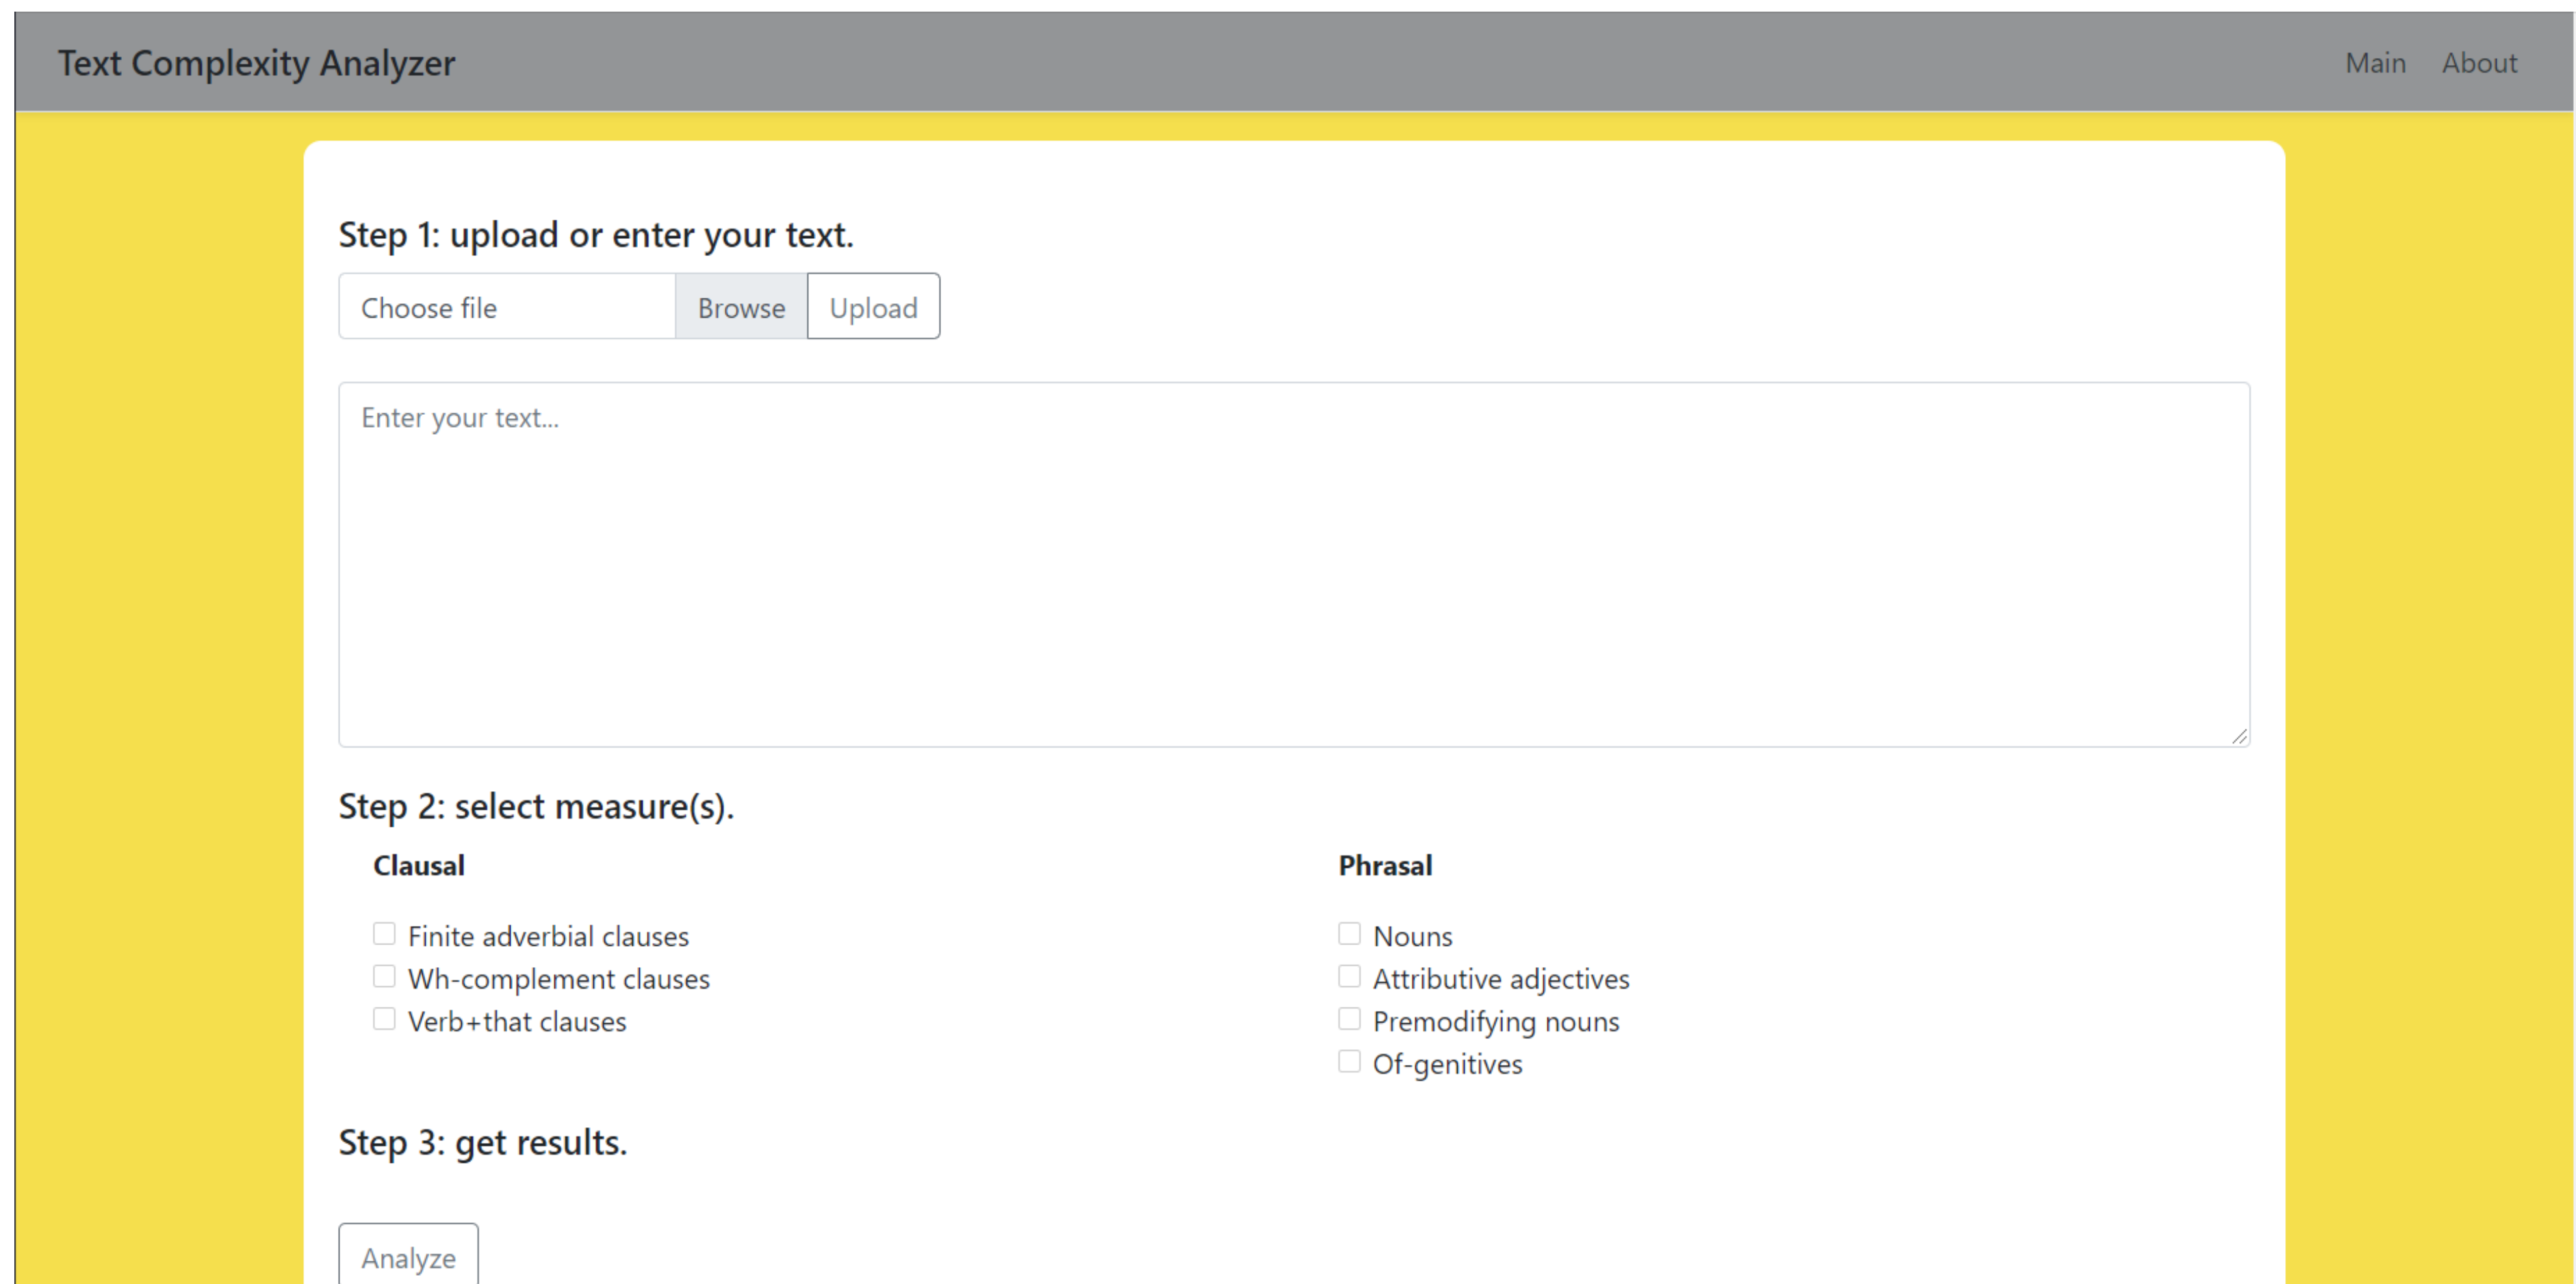 Text Complexity Analyzer Main About
Step 1: upload or enter your text.
Choose file Browse Upload
Enter your text...
Step 2: select measure(s).
Clausal Phrasal
Finite adverbial clauses Nouns
Wh-complement clauses Attributive adjectives
Verb+that clauses Premodifying nouns
Of-genitives
Step 3: get results.
Analyze